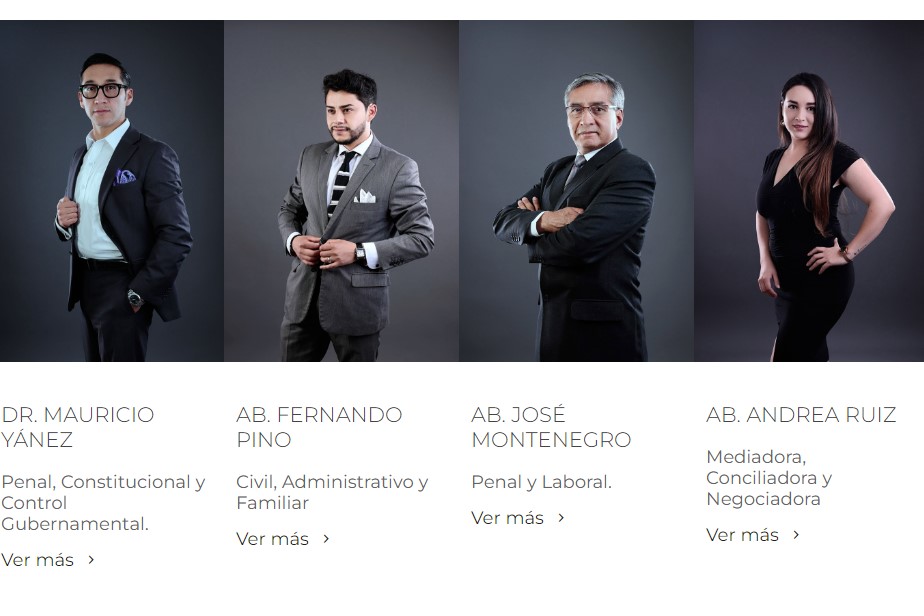 DR. MAURICIO
YÁNEZ
Penal, Constitucional y
Control
Gubernamental.
Ver más
AB. FERNANDO
PINO
Civil, Administrativo y
Familiar
Ver más
AB. JOSÉ
MONTENEGRO
Penal y Laboral.
Ver más
AB. ANDREA RUIZ
Mediadora,
Conciliadora y
Negociadora
Ver más